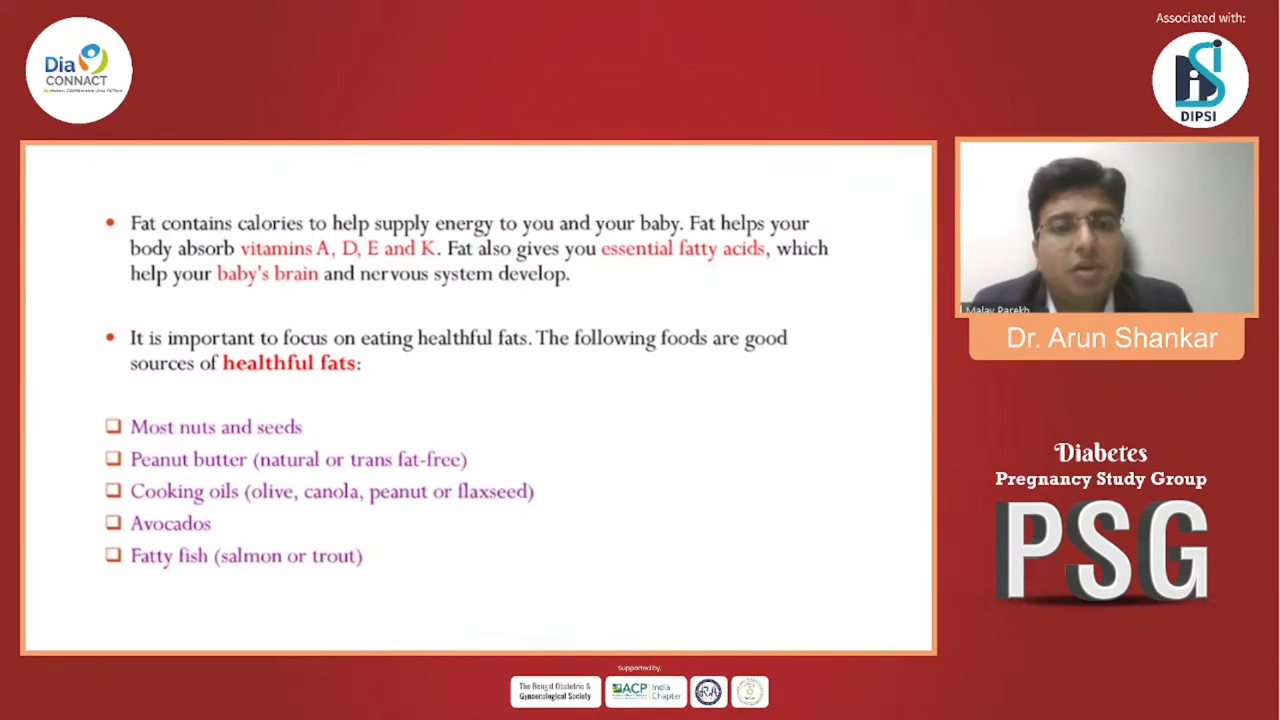 Associated with:
Dia
CONNACT
DIPSI
• Fat contains calories to help supply energy to you and your baby. Fat helps your
body absorb vitamins A, D, E and K. Fat also gives you essential fatty acids, which
help your baby's brain and nervous system develop.
• It is important to focus on eating healthful fats. The following foods are good
sources of healthful fats:
❑ Most nuts and seeds
❑ Peanut butter (natural or trans fat-free)
❑ Cooking oils (olive, canola, peanut or flaxseed)
❑ Avocados
❑ Fatty fish (salmon or trout)
Malay Parekh
Dr. Arun Shankar
Diabetes
Pregnancy Study Group
PSG
Supported by:
The Bengal Obstetric &
Gynaecological Society
ACP
India
Chapter